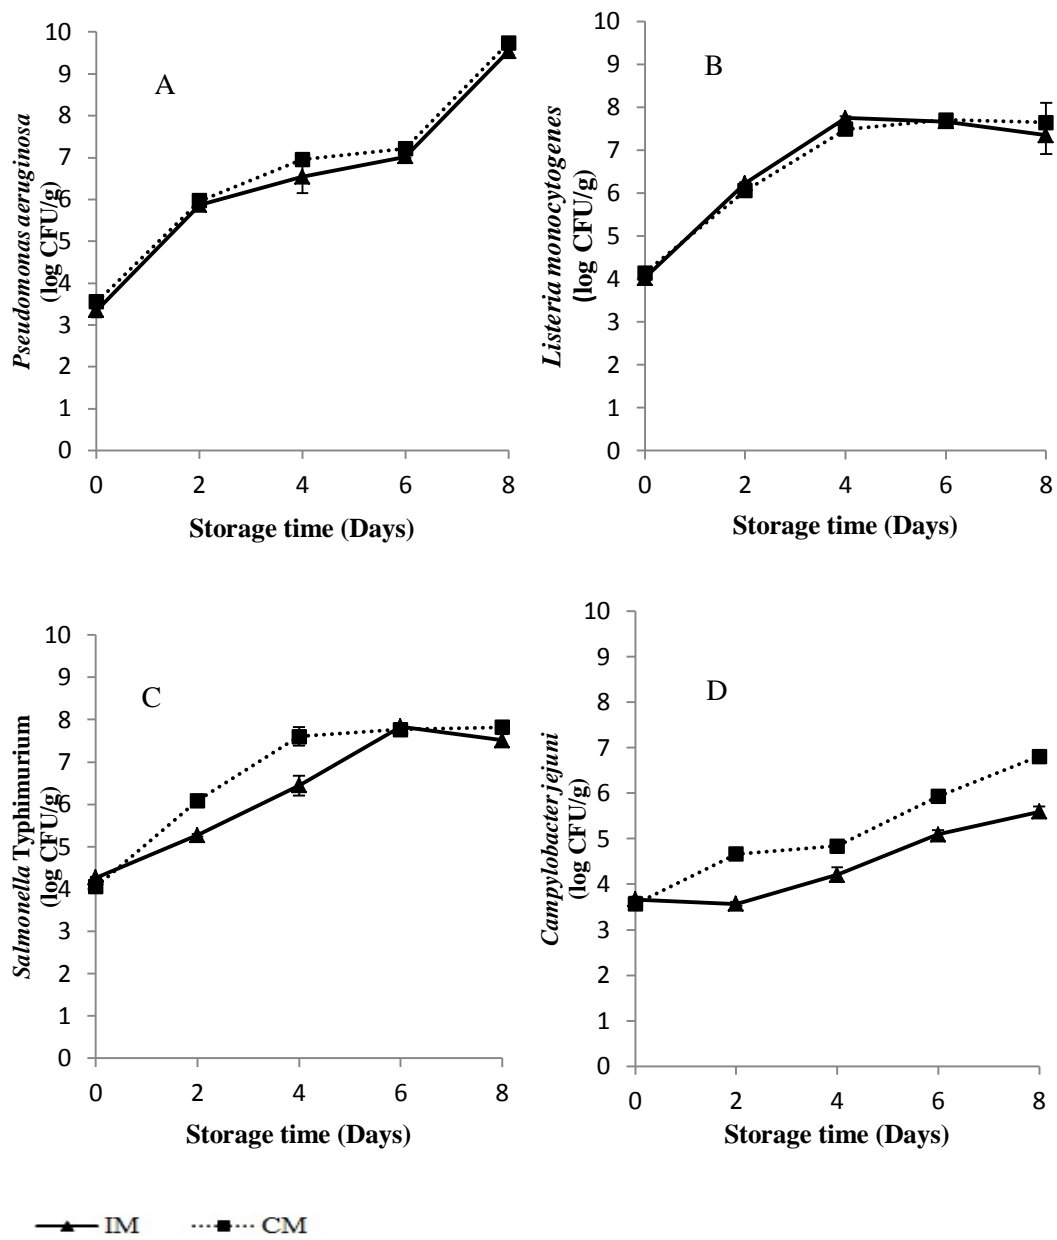 10
9
8
7
6
5
4
3
2
1
0
A
Pseudomonas aeruginosa
(log CFU/g)
0 2 4 6 8
Storage time (Days)
10
9
8
7
6
5
4
3
2
1
0
B
Listeria monocytogenes
(log CFU/g)
0 2 4 6 8
Storage time (Days)
10
9
8
7
6
5
4
3
2
1
0
C
Salmonella Typhimurium
(log CFU/g)
0 2 4 6 8
Storage time (Days)
10
9
8
7
6
5
4
3
2
1
0
D
Campylobacter jejuni
(log CFU/g)
0 2 4 6 8
Storage time (Days)
IM CM